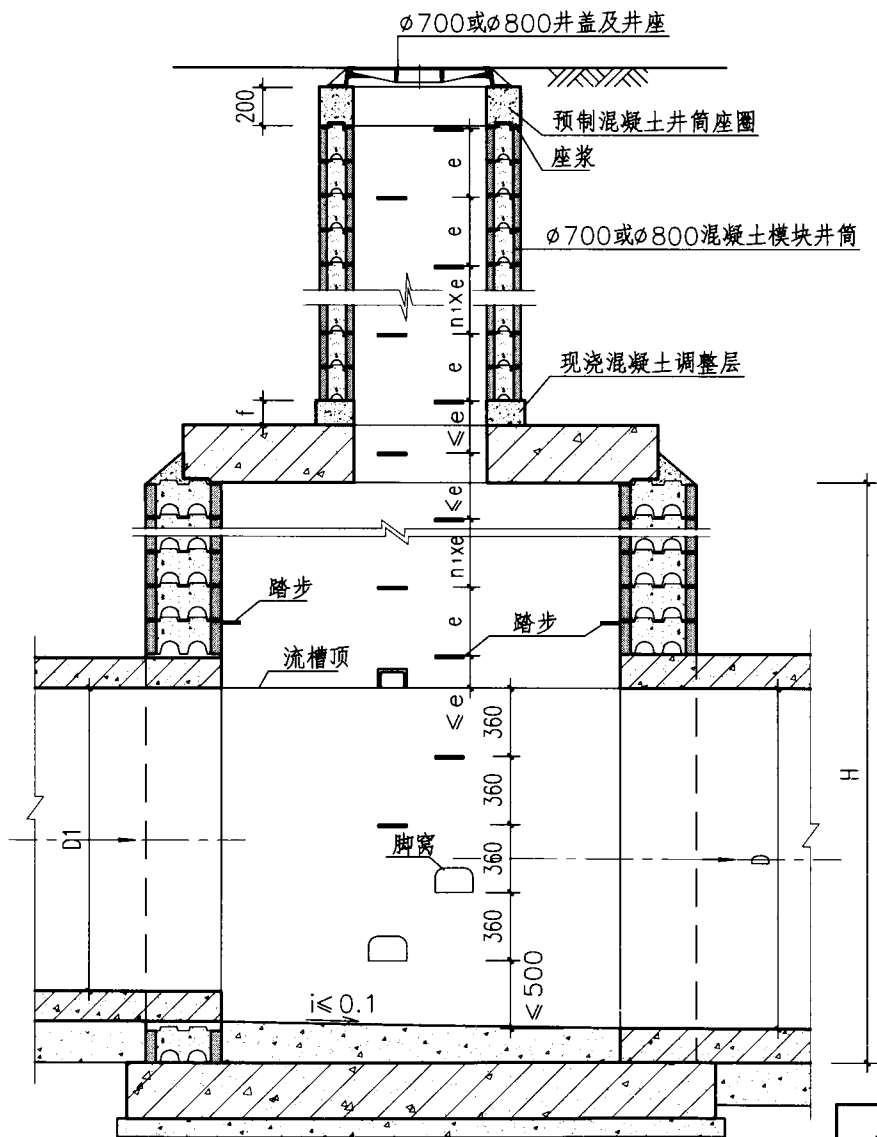 ø700或ø800井盖及井座
200
预制混凝土井筒座圈
座浆
e
e
ø700或ø800混凝土模块井筒
n₁xe
e
现浇混凝土调整层
f
≤e
≤e
n₁xe
踏步
e
踏步
流槽顶
≤e
360
360
H
D1
脚窝
360
D
360
i≤0.1
≤500